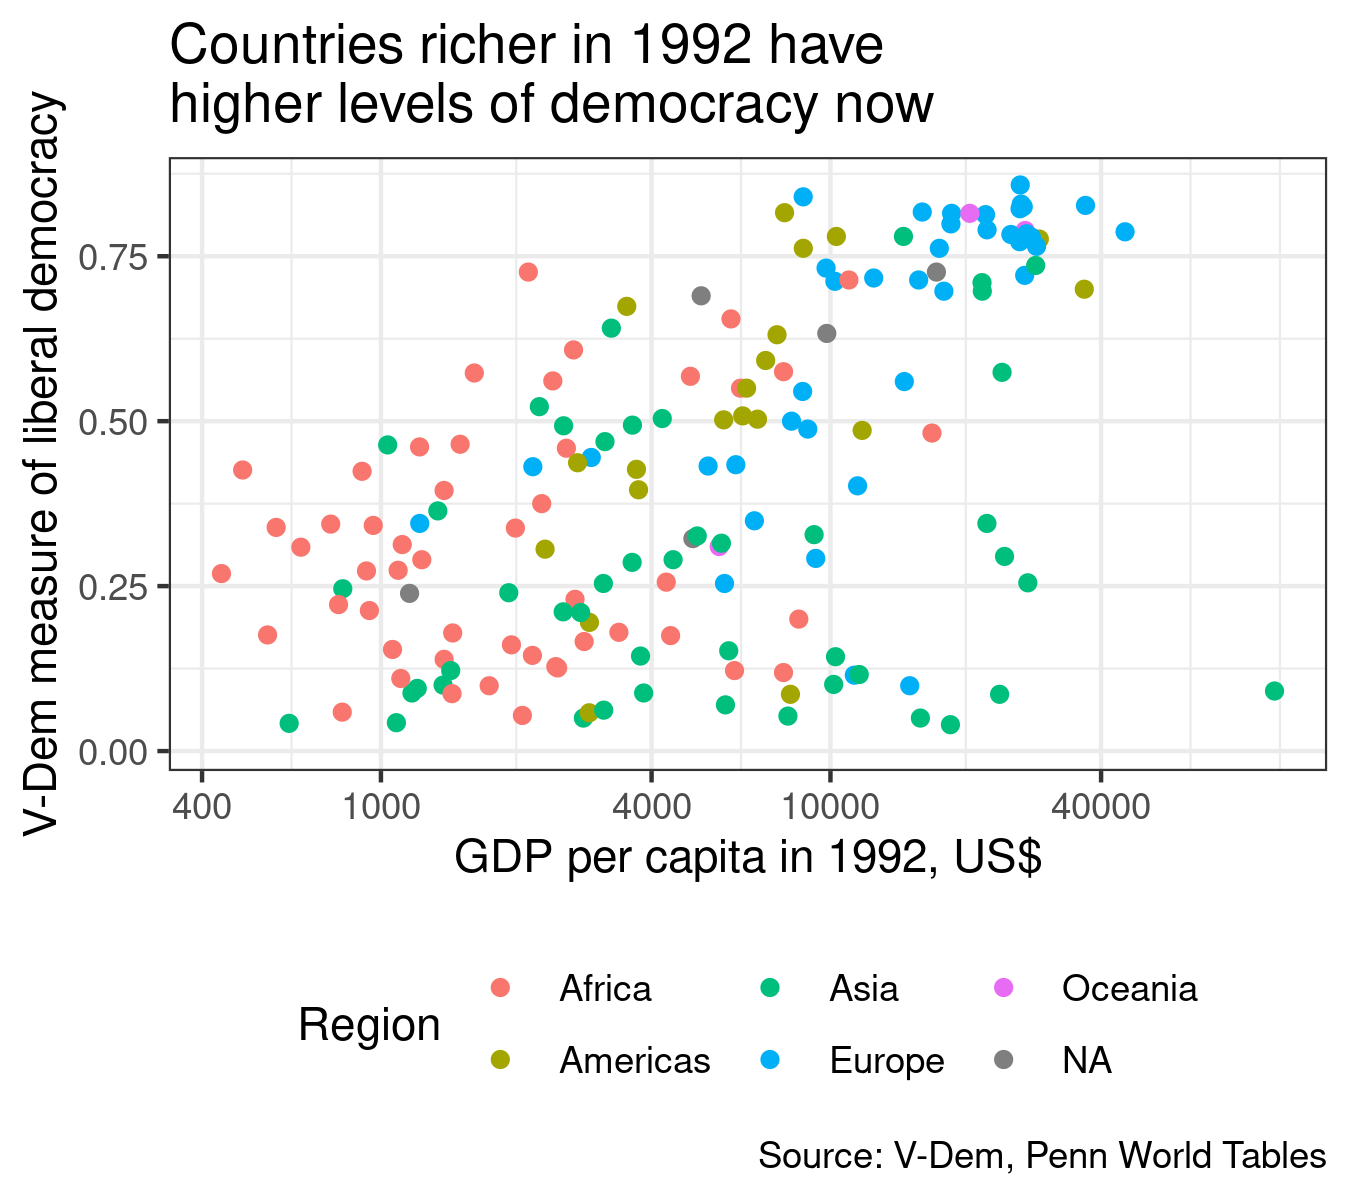 Countries richer in 1992 have
higher levels of democracy now
V-Dem measure of liberal democracy
0.75
0.50
0.25
0.00
400 1000 4000 10000 40000
GDP per capita in 1992, US$
Region
Africa Asia Oceania
Americas Europe NA
Source: V-Dem, Penn World Tables